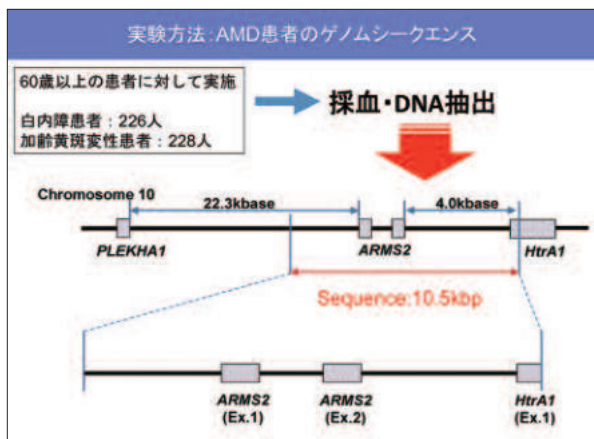 実験方法：AMD患者のゲノムシークエンス
60歳以上の患者に対して実施
白内障患者：226人
加齢黄斑変性患者：228人
採血・DNA抽出
Chromosome 10
22.3kbase
4.0kbase
PLEKHA1
ARMS2
HtrA1
Sequence:10.5kbp
ARMS2
(Ex.1)
ARMS2
(Ex.2)
HtrA1
(Ex.1)